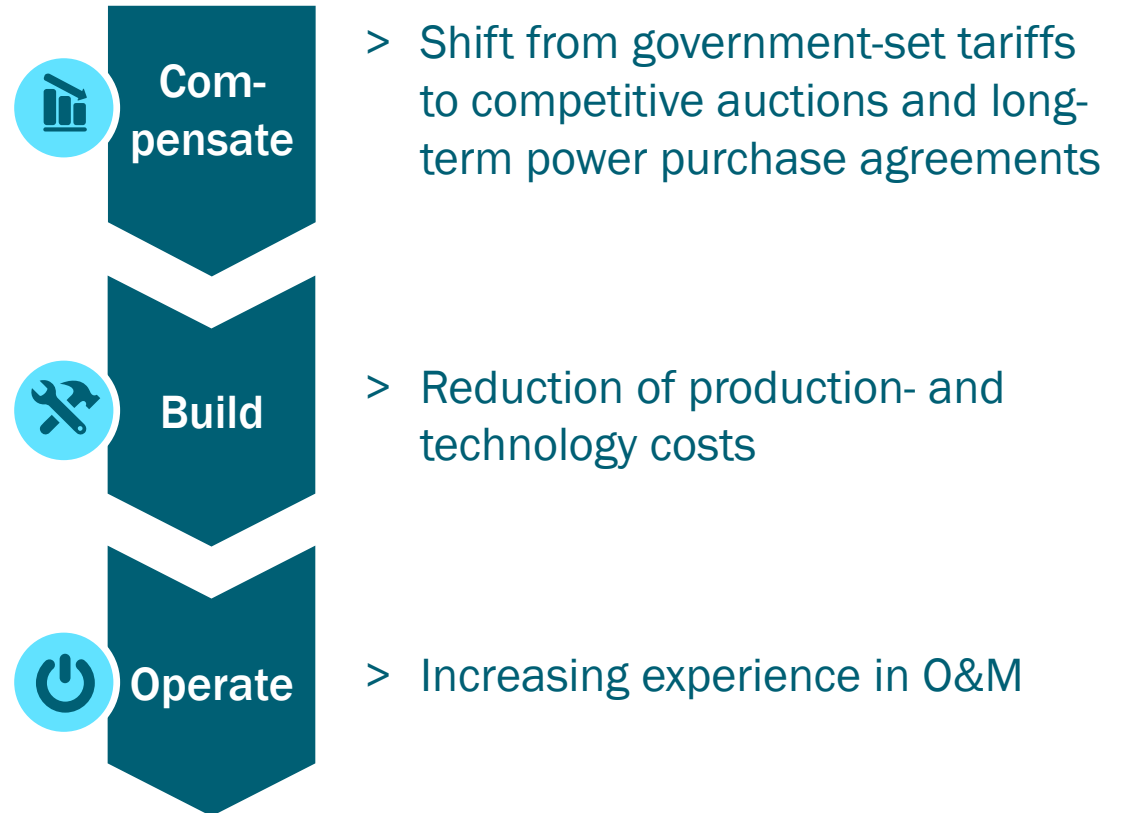 Com-
pensate
> Shift from government-set tariffs
to competitive auctions and long-
term power purchase agreements
Build
> Reduction of production- and
technology costs
Operate
> Increasing experience in O&M